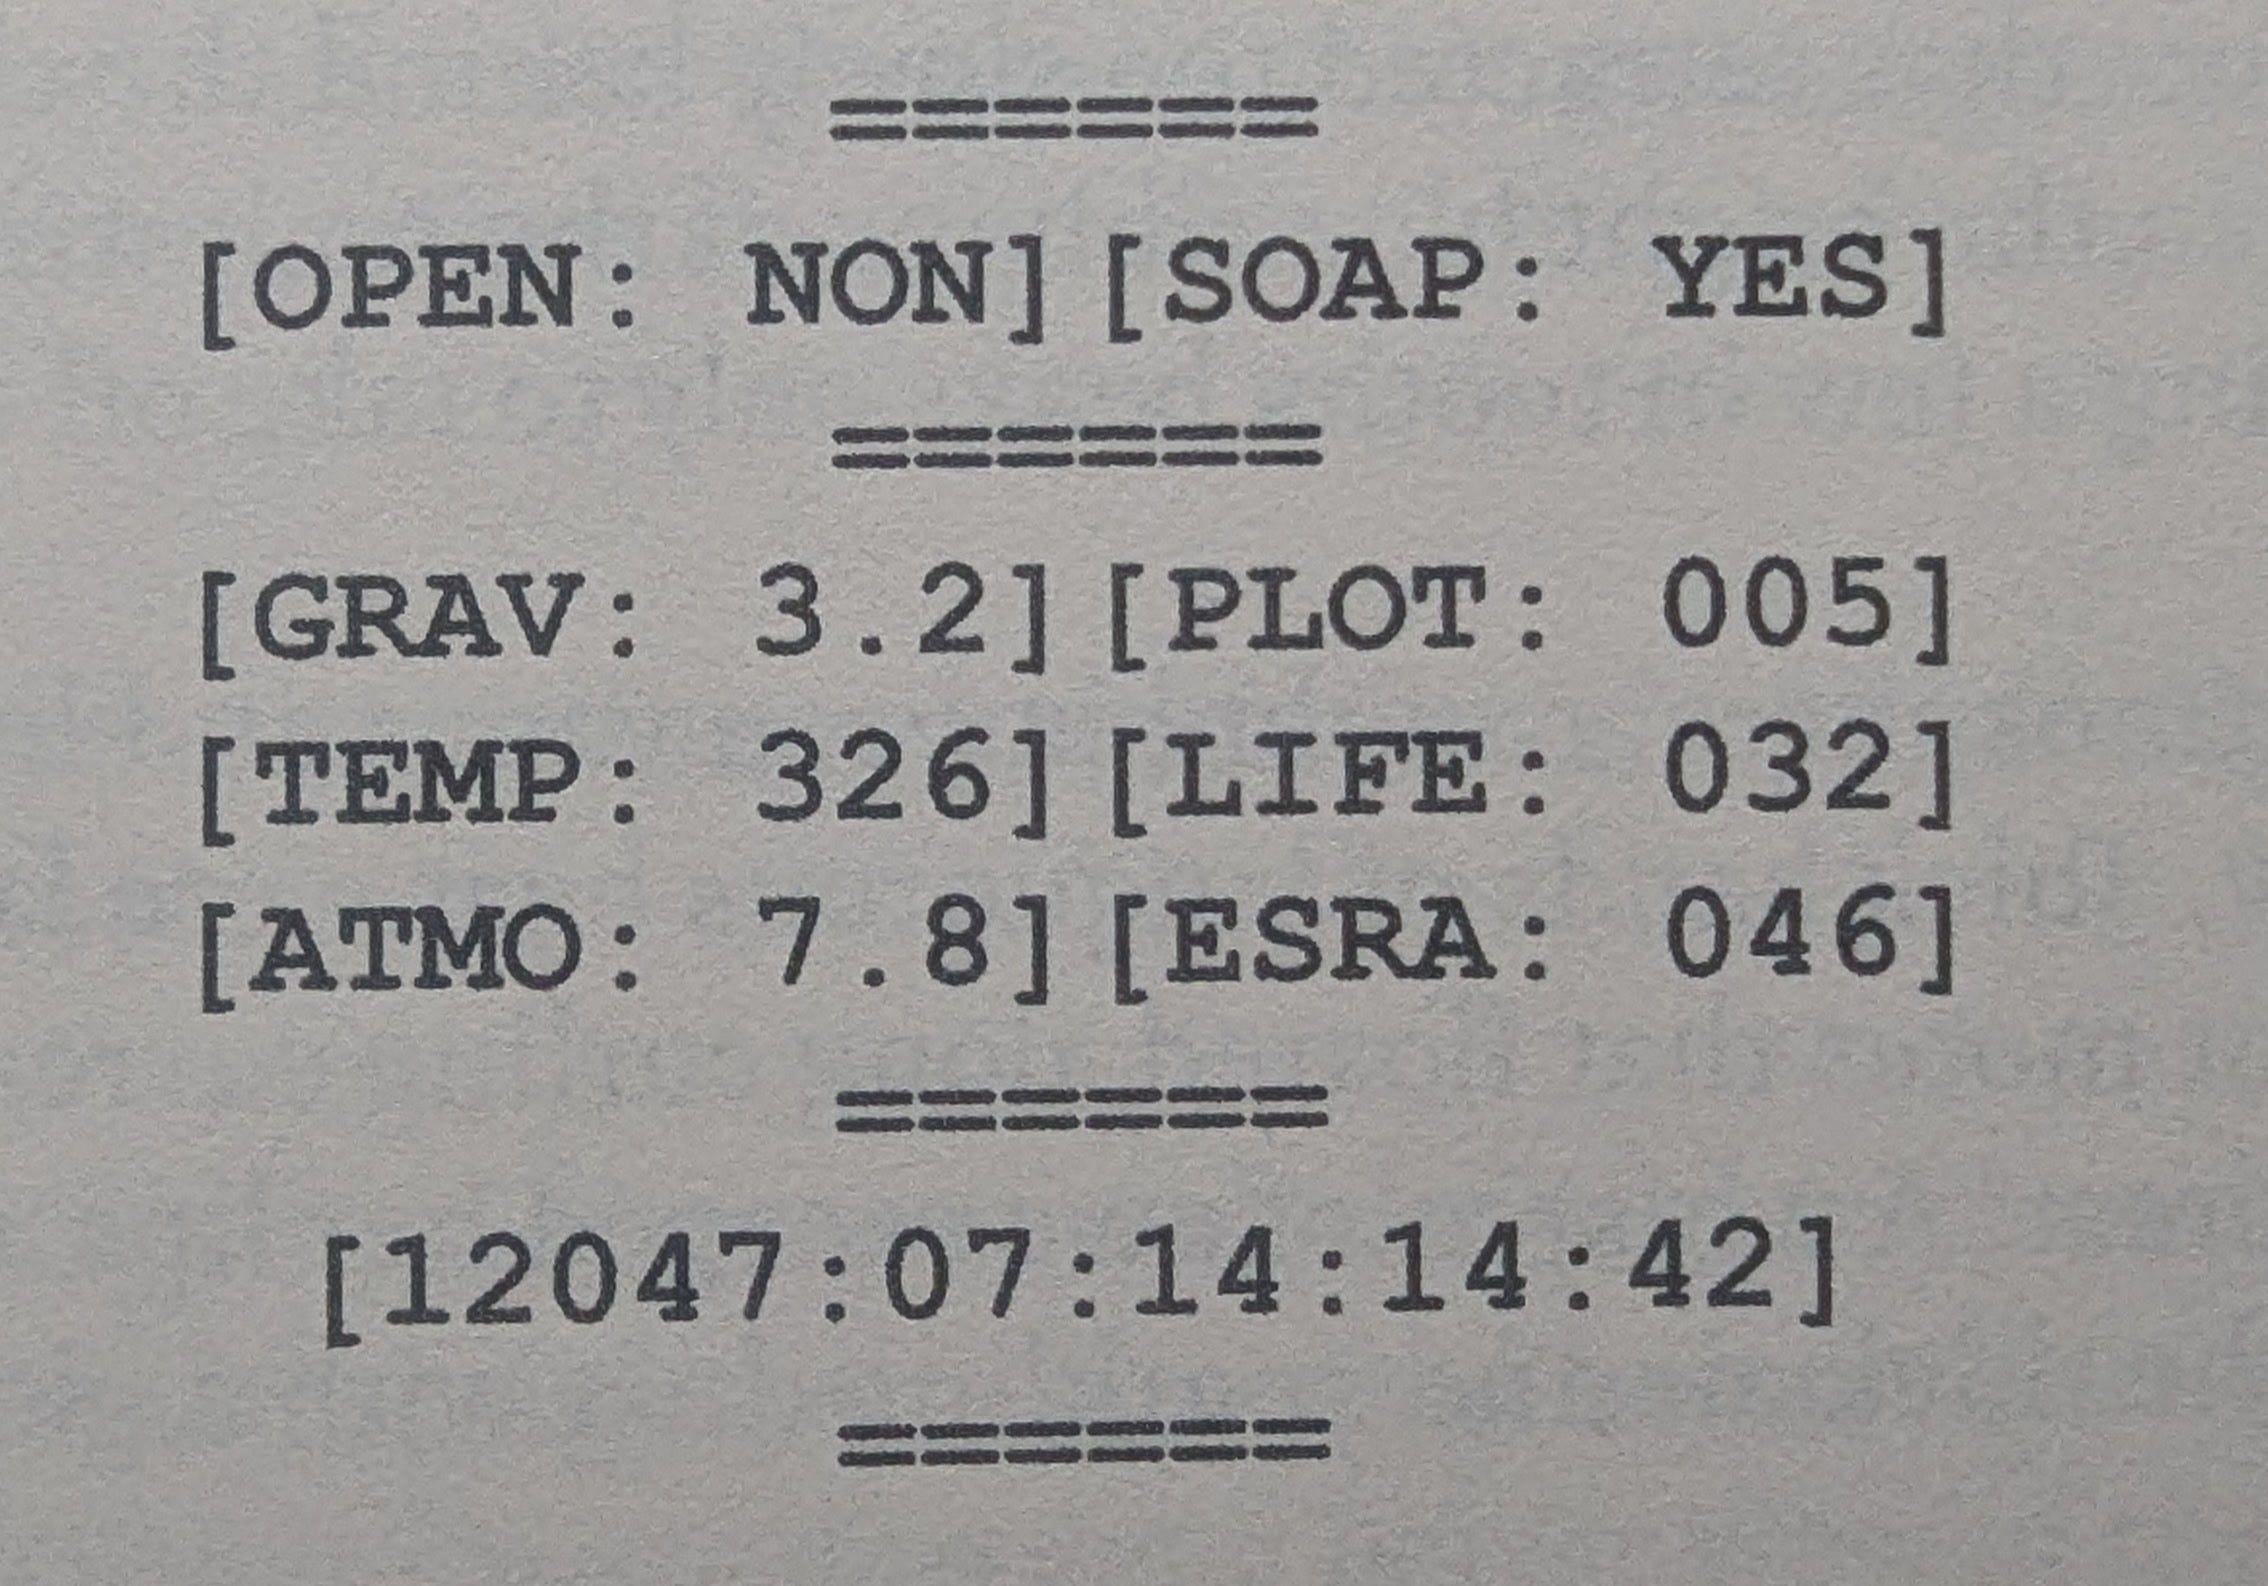 ======
[OPEN: NON][SOAP: YES]
======
[GRAV: 3.2][PLOT: 005]
[TEMP: 326][LIFE: 032]
[ATMO: 7.8][ESRA: 046]
======
[12047:07:14:14:42]
======